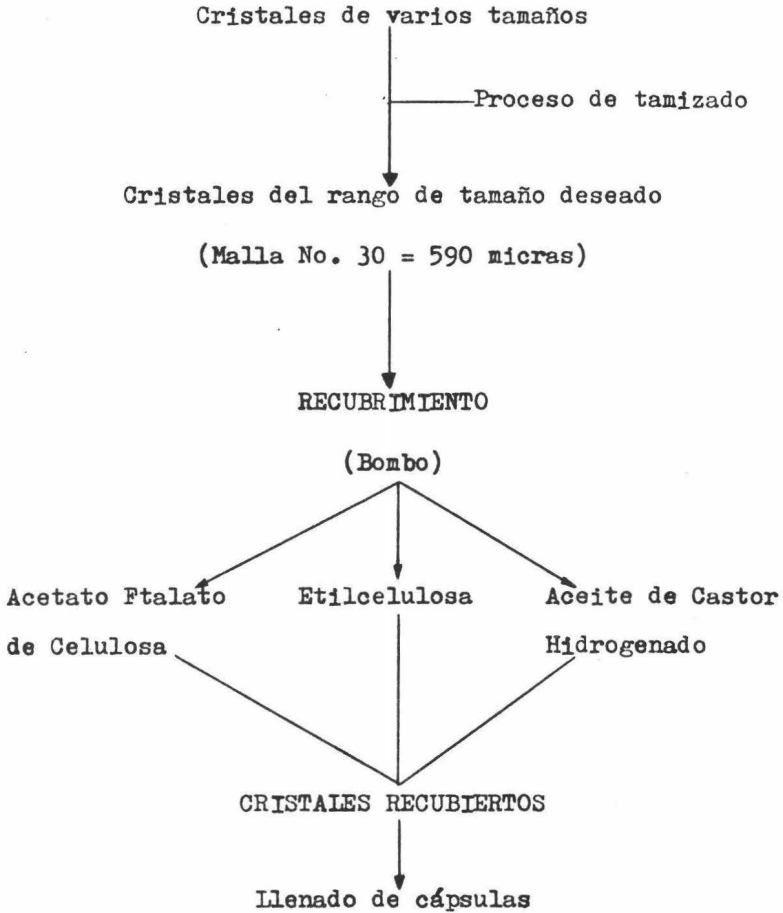 Cristales de varios tamaños
Proceso de tamizado
Cristales del rango de tamaño deseado
(Malla No. 30 = 590 micras)
RECUBRIMIENTO
(Bombo)
Acetato Ftalato
de Celulosa
Etilcelulosa
Aceite de Castor
Hidrogenado
CRISTALES RECUBIERTOS
Llenado de cápsulas